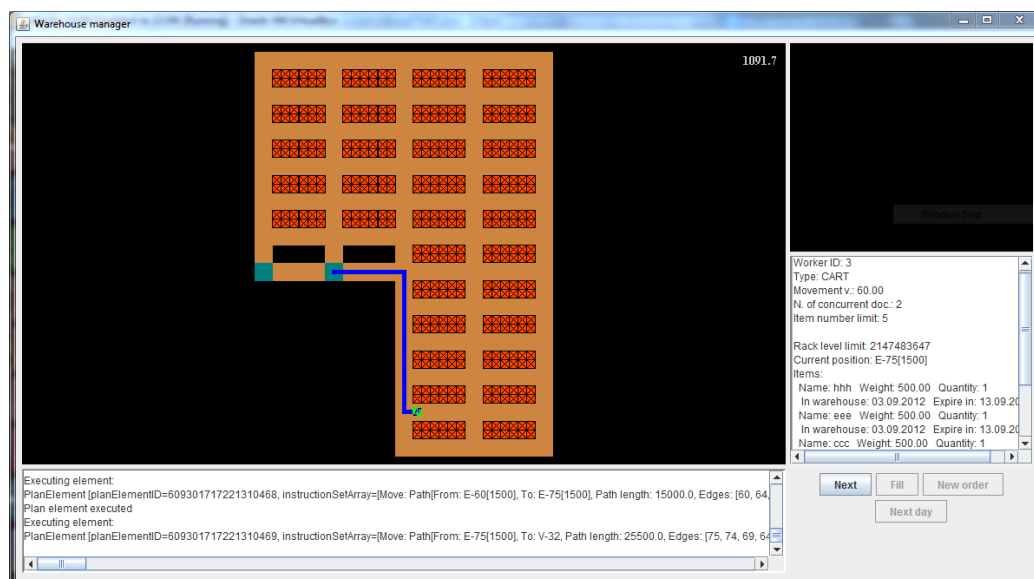 Warehouse manager
1091.7
Window Snip
Worker ID: 3
Type: CART
Movement v.: 60.00
N. of concurrent doc.: 2
Item number limit: 5
Rack level limit: 2147483647
Current position: E-75[1500]
Items:
Name: hhh Weight: 500.00 Quantity: 1
In warehouse: 03.09.2012 Expire in: 13.09.20
Name: eee Weight: 500.00 Quantity: 1
In warehouse: 03.09.2012 Expire in: 13.09.20
Name: ccc Weight: 500.00 Quantity: 1
Executing element:
PlanElement [planElementID=609301717221310468, instructionSetArray=[Move: Path[From: E-60[1500], To: E-75[1500], Path length: 15000.0, Edges: [60, 64,
Plan element executed
Executing element:
PlanElement [planElementID=609301717221310469, instructionSetArray=[Move: Path[From: E-75[1500], To: V-32, Path length: 25500.0, Edges: [75, 74, 69, 64
Next Fill New order
Next day